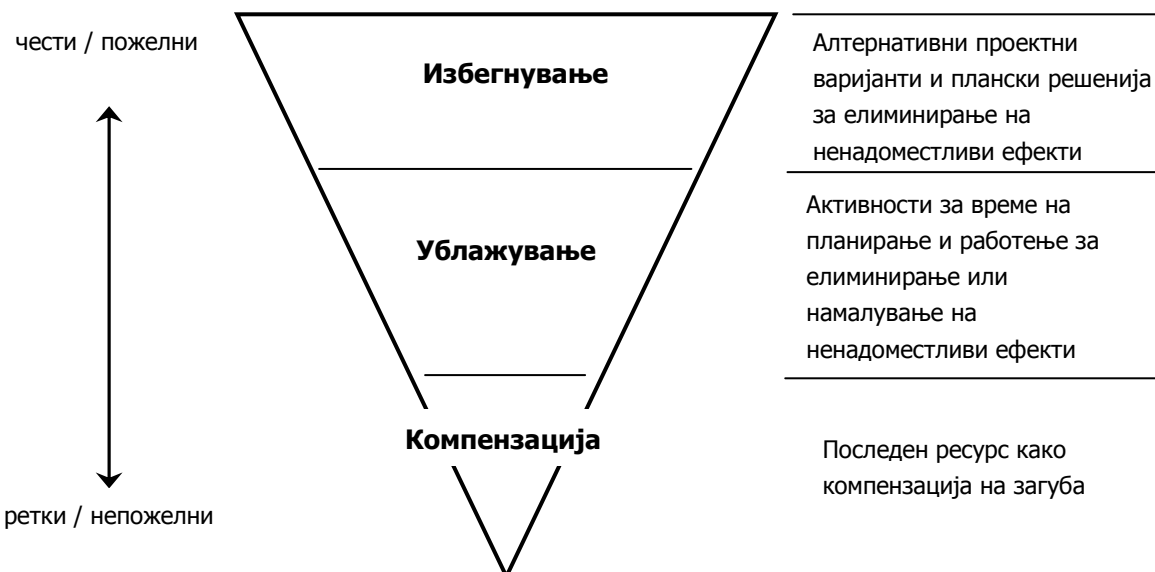 чести / пожелни
Избегнување
Алтернативни проектни
варијанти и плански решенија
за елиминирање на
ненадоместливи ефекти
Ублажување
Активности за време на
планирање и работење за
елиминирање или
намалување на
ненадоместливи ефекти
Компензација
Последен ресурс како
компензација на загуба
ретки / непожелни